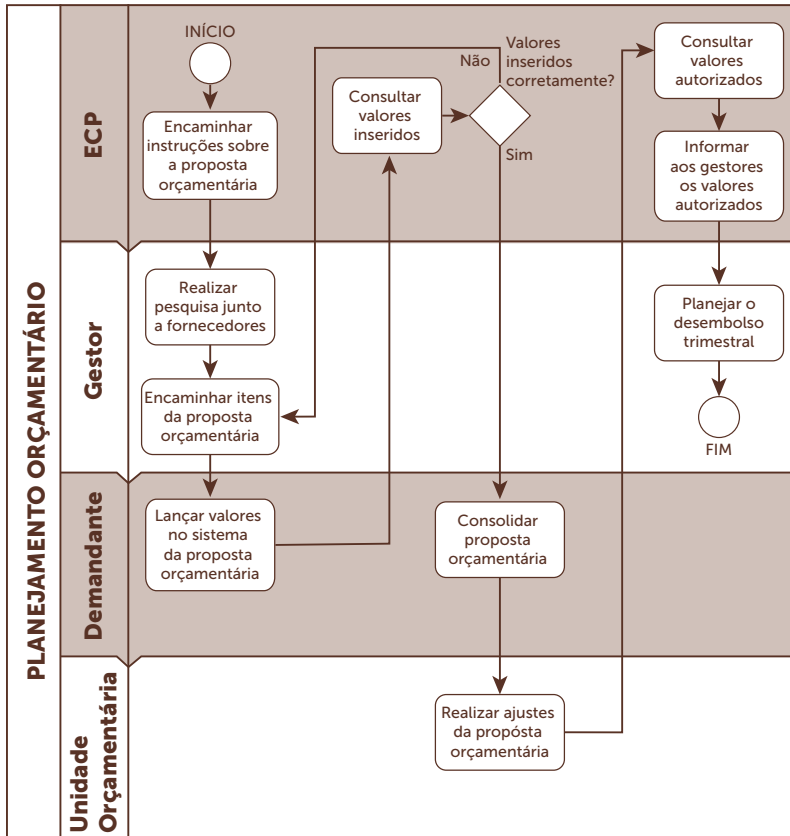 PLANEJAMENTO ORÇAMENTÁRIO
ECP
INÍCIO
Encaminhar
instruções sobre
a proposta
orçamentária
Consultar
valores
inseridos
Não
Valores
inseridos
corretamente?
Sim
Consultar
valores
autorizados
Informar
aos gestores
os valores
autorizados
Gestor
Realizar
pesquisa junto
a fornecedores
Encaminhar itens
da proposta
orçamentária
Planejar o
desembolso
trimestral
FIM
Demandante
Lançar valores
no sistema
da proposta
orçamentária
Consolidar
proposta
orçamentária
Unidade
Orçamentária
Realizar ajustes
da propósta
orçamentária